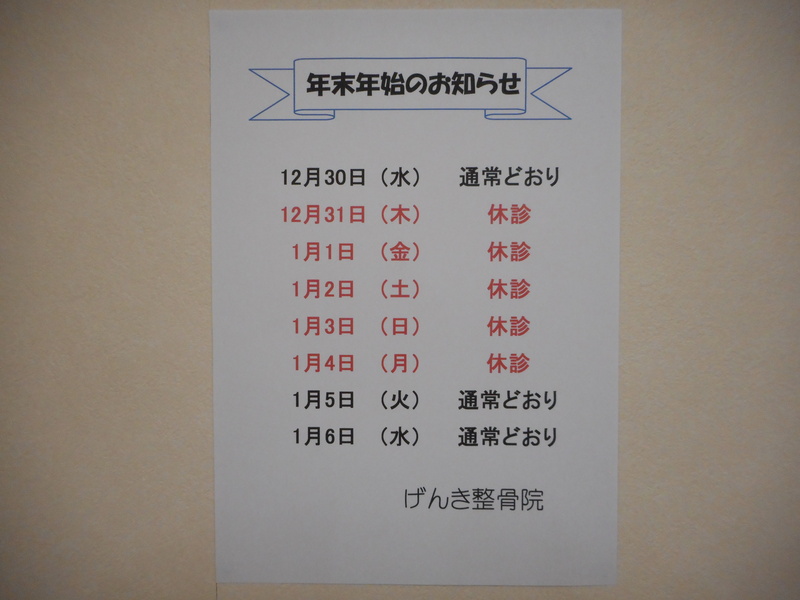 年末年始のお知らせ
12月30日（水） 通常どおり
12月31日（木） 休診
1月1日（金） 休診
1月2日（土） 休診
1月3日（日） 休診
1月4日（月） 休診
1月5日（火） 通常どおり
1月6日（水） 通常どおり
げんき整骨院